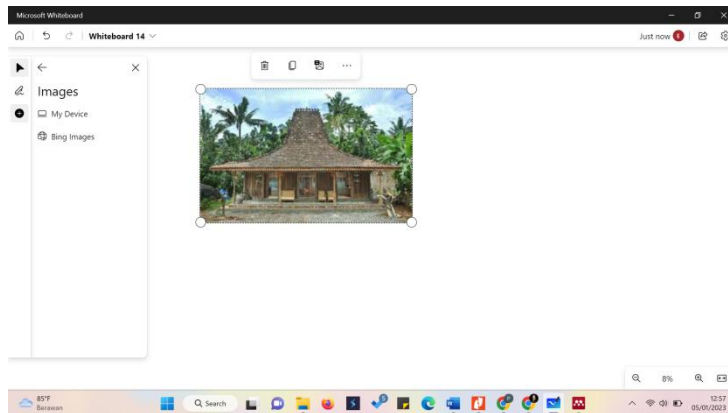 Microsoft Whiteboard
Whiteboard 14
Just now
Images
My Device
Bing Images
8%
85°F
Berawan
Search
12:57
05/01/2023